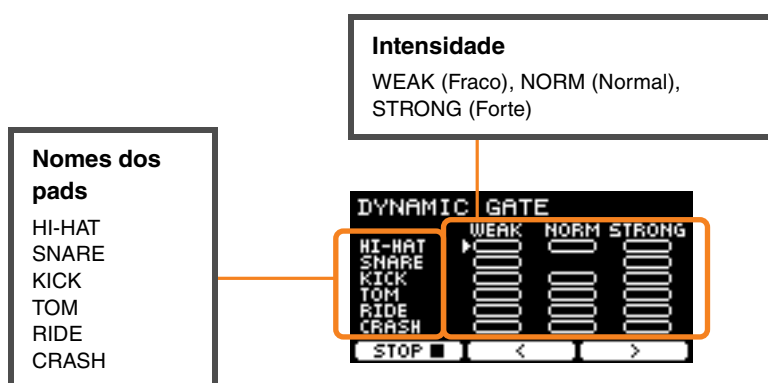 Intensidade
WEAK (Fraco), NORM (Normal),
STRONG (Forte)
Nomes dos
pads
HI-HAT
SNARE
KICK
TOM
RIDE
CRASH
DYNAMIC GATE
WEAK NORM STRONG
HI-HAT
SNARE
KICK
TOM
RIDE
CRASH
STOP ■ < >